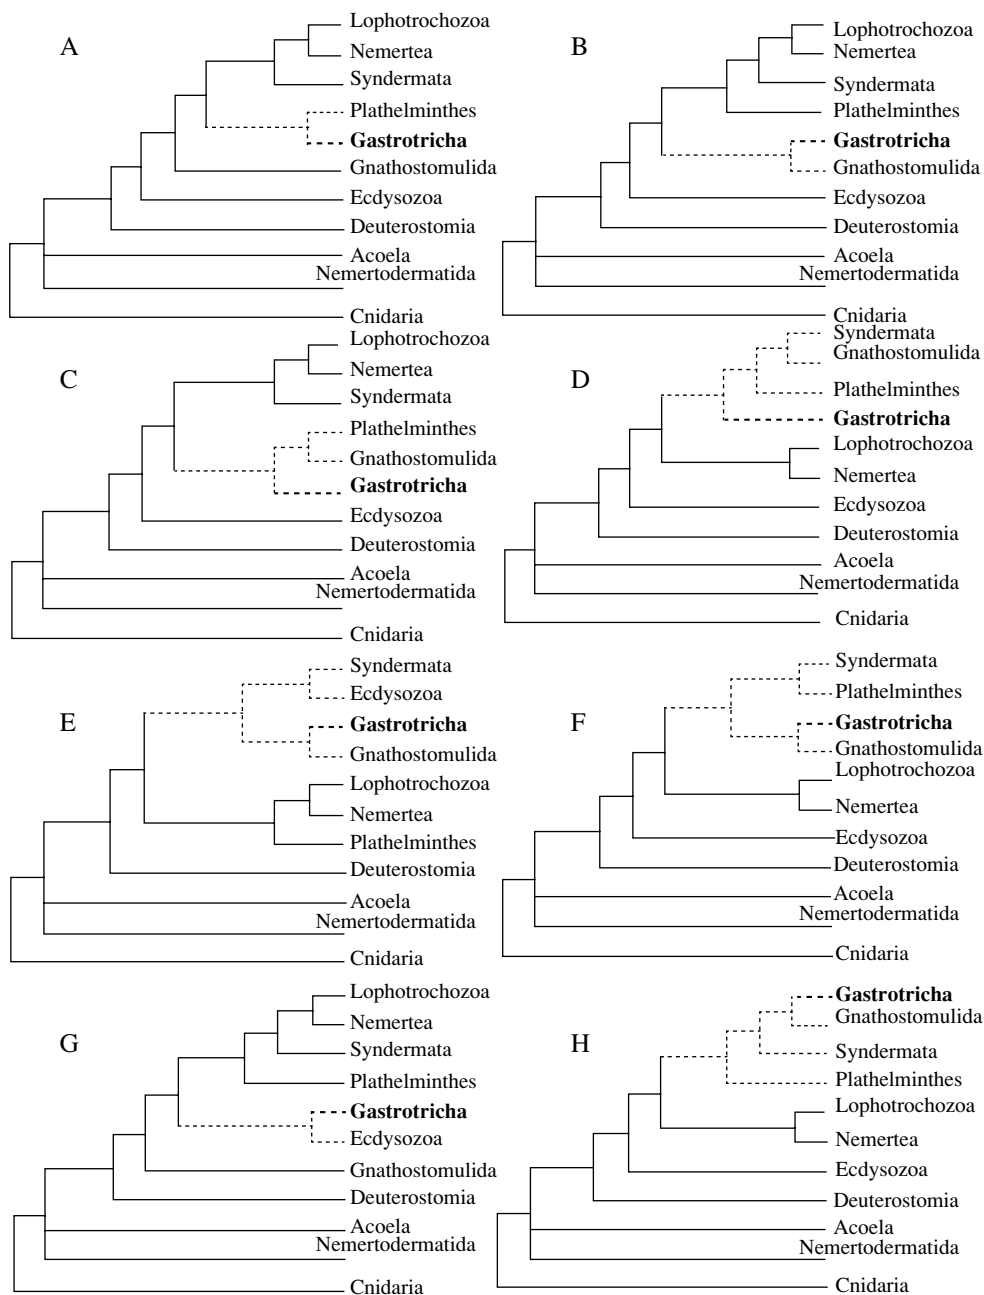 A
Lophotrochozoa
Nemertea
Syndermata
Plathelminthes
Gastrotricha
Gnathostomulida
Ecdysozoa
Deuterostomia
Acoela
Nemertodermatida
Cnidaria
B
Lophotrochozoa
Nemertea
Syndermata
Plathelminthes
Gastrotricha
Gnathostomulida
Ecdysozoa
Deuterostomia
Acoela
Nemertodermatida
Cnidaria
C
Lophotrochozoa
Nemertea
Syndermata
Plathelminthes
Gnathostomulida
Gastrotricha
Ecdysozoa
Deuterostomia
Acoela
Nemertodermatida
Cnidaria
D
Syndermata
Gnathostomulida
Plathelminthes
Gastrotricha
Lophotrochozoa
Nemertea
Ecdysozoa
Deuterostomia
Acoela
Nemertodermatida
Cnidaria
E
Syndermata
Ecdysozoa
Gastrotricha
Gnathostomulida
Lophotrochozoa
Nemertea
Plathelminthes
Deuterostomia
Acoela
Nemertodermatida
Cnidaria
F
Syndermata
Plathelminthes
Gastrotricha
Gnathostomulida
Lophotrochozoa
Nemertea
Ecdysozoa
Deuterostomia
Acoela
Nemertodermatida
Cnidaria
G
Lophotrochozoa
Nemertea
Syndermata
Plathelminthes
Gastrotricha
Ecdysozoa
Gnathostomulida
Deuterostomia
Acoela
Nemertodermatida
Cnidaria
H
Gastrotricha
Gnathostomulida
Syndermata
Plathelminthes
Lophotrochozoa
Nemertea
Ecdysozoa
Deuterostomia
Acoela
Nemertodermatida
Cnidaria